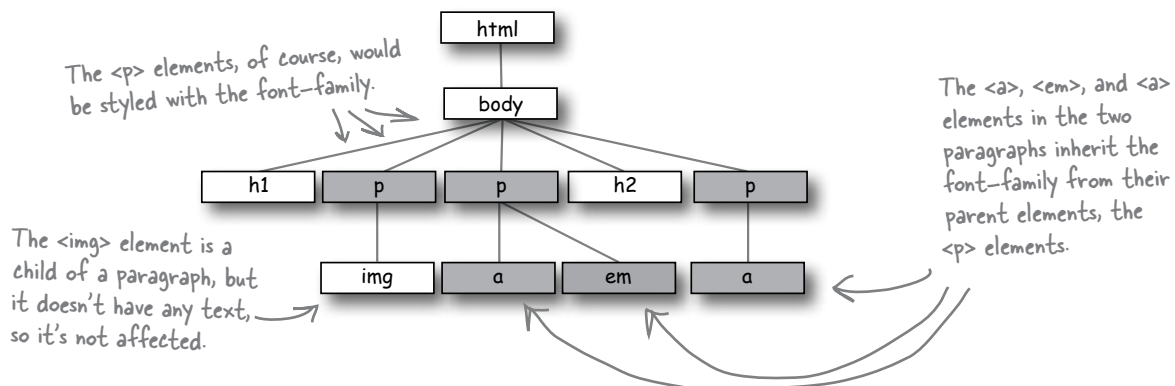 html
The <p> elements, of course, would
be styled with the font-family.
body
The <a>, <em>, and <a>
elements in the two
paragraphs inherit the
font-family from their
parent elements, the
<p> elements.
h1 p p h2 p
The <img> element is a
child of a paragraph, but
it doesn't have any text,
so it's not affected.
img a em a